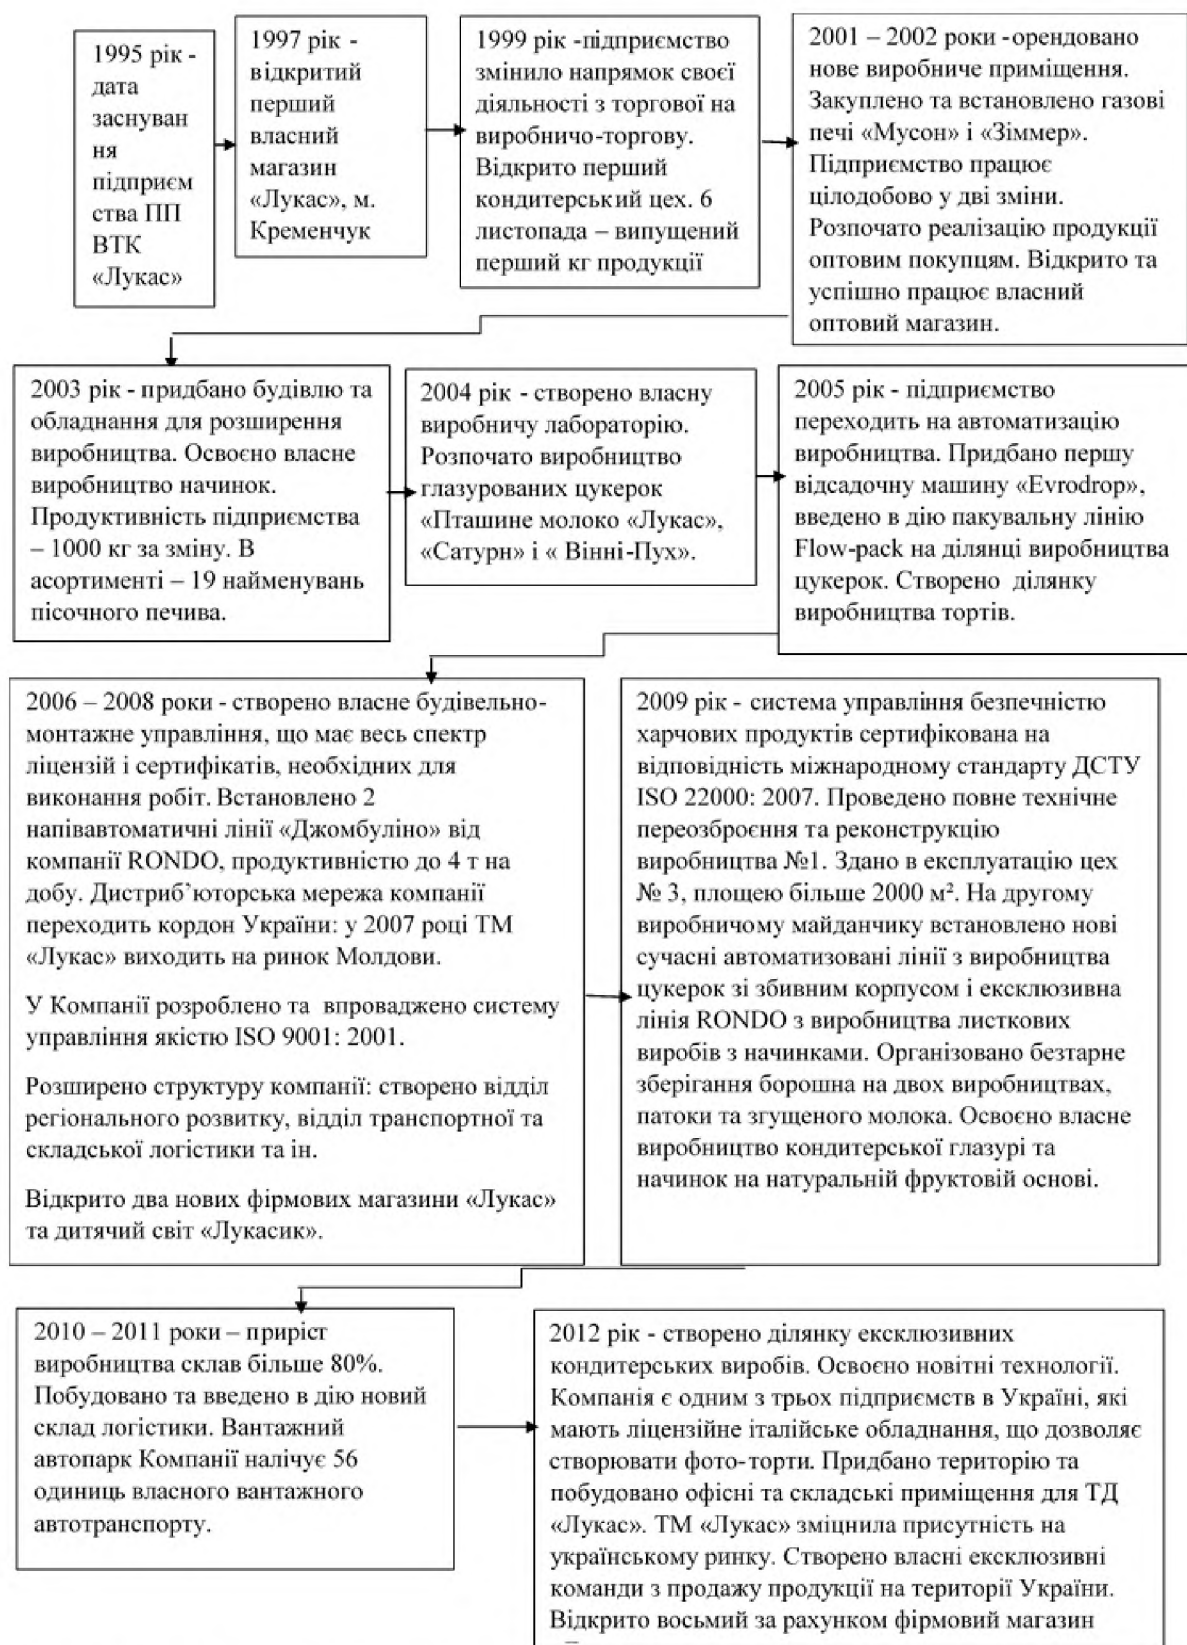 1995 рік -
дата
заснуван
ня
підприєм
ства ПП
ВТК
«Лукас»
1997 рік -
відкритий
перший
власний
магазин
«Лукас», м.
Кременчук
1999 рік -підприємство
змінило напрямок своєї
діяльності з торгової на
виробничо-торгову.
Відкрито перший
кондитерський цех. 6
листопада – випущений
перший кг продукції
2001 – 2002 роки -орендовано
нове виробниче приміщення.
Закуплено та встановлено газові
печі «Мусон» і «Зіммер».
Підприємство працює
цілодобово у дві зміни.
Розпочато реалізацію продукції
оптовим покупцям. Відкрито та
успішно працює власний
оптовий магазин.
2003 рік - придбано будівлю та
обладнання для розширення
виробництва. Освоєно власне
виробництво начинок.
Продуктивність підприємства
– 1000 кг за зміну. В
асортименті – 19 найменувань
пісочного печива.
2004 рік - створено власну
виробничу лабораторію.
Розпочато виробництво
глазурованих цукерок
«Пташине молоко «Лукас»,
«Сатурн» і « Вінні-Пух».
2005 рік - підприємство
переходить на автоматизацію
виробництва. Придбано першу
відсадочну машину «Evrodrop»,
введено в дію пакувальну лінію
Flow-pack на ділянці виробництва
цукерок. Створено ділянку
виробництва тортів.
2006 – 2008 роки - створено власне будівельно-
монтажне управління, що має весь спектр
ліцензій і сертифікатів, необхідних для
виконання робіт. Встановлено 2
напівавтоматичні лінії «Джомбуліно» від
компанії RONDO, продуктивністю до 4 т на
добу. Дистриб’юторська мережа компанії
переходить кордон України: у 2007 році ТМ
«Лукас» виходить на ринок Молдови.
У Компанії розроблено та впроваджено систему
управління якістю ISO 9001: 2001.
Розширено структуру компанії: створено відділ
регіонального розвитку, відділ транспортної та
складської логістики та ін.
Відкрито два нових фірмових магазини «Лукас»
та дитячий світ «Лукасик».
2009 рік - система управління безпечністю
харчових продуктів сертифікована на
відповідність міжнародному стандарту ДСТУ
ISO 22000: 2007. Проведено повне технічне
переозброєння та реконструкцію
виробництва №1. Здано в експлуатацію цех
№ 3, площею більше 2000 м². На другому
виробничому майданчику встановлено нові
сучасні автоматизовані лінії з виробництва
цукерок зі збивним корпусом і ексклюзивна
лінія RONDO з виробництва листкових
виробів з начинками. Організовано безтарне
зберігання борошна на двох виробництвах,
патоки та згущеного молока. Освоєно власне
виробництво кондитерської глазурі та
начинок на натуральній фруктовій основі.
2010 – 2011 роки – приріст
виробництва склав більше 80%.
Побудовано та введено в дію новий
склад логістики. Вантажний
автопарк Компанії налічує 56
одиниць власного вантажного
автотранспорту.
2012 рік - створено ділянку ексклюзивних
кондитерських виробів. Освоєно новітні технології.
Компанія є одним з трьох підприємств в Україні, які
мають ліцензійне італійське обладнання, що дозволяє
створювати фото-торти. Придбано територію та
побудовано офісні та складські приміщення для ТД
«Лукас». ТМ «Лукас» зміцнила присутність на
українському ринку. Створено власні ексклюзивні
команди з продажу продукції на території України.
Відкрито восьмий за рахунком фірмовий магазин